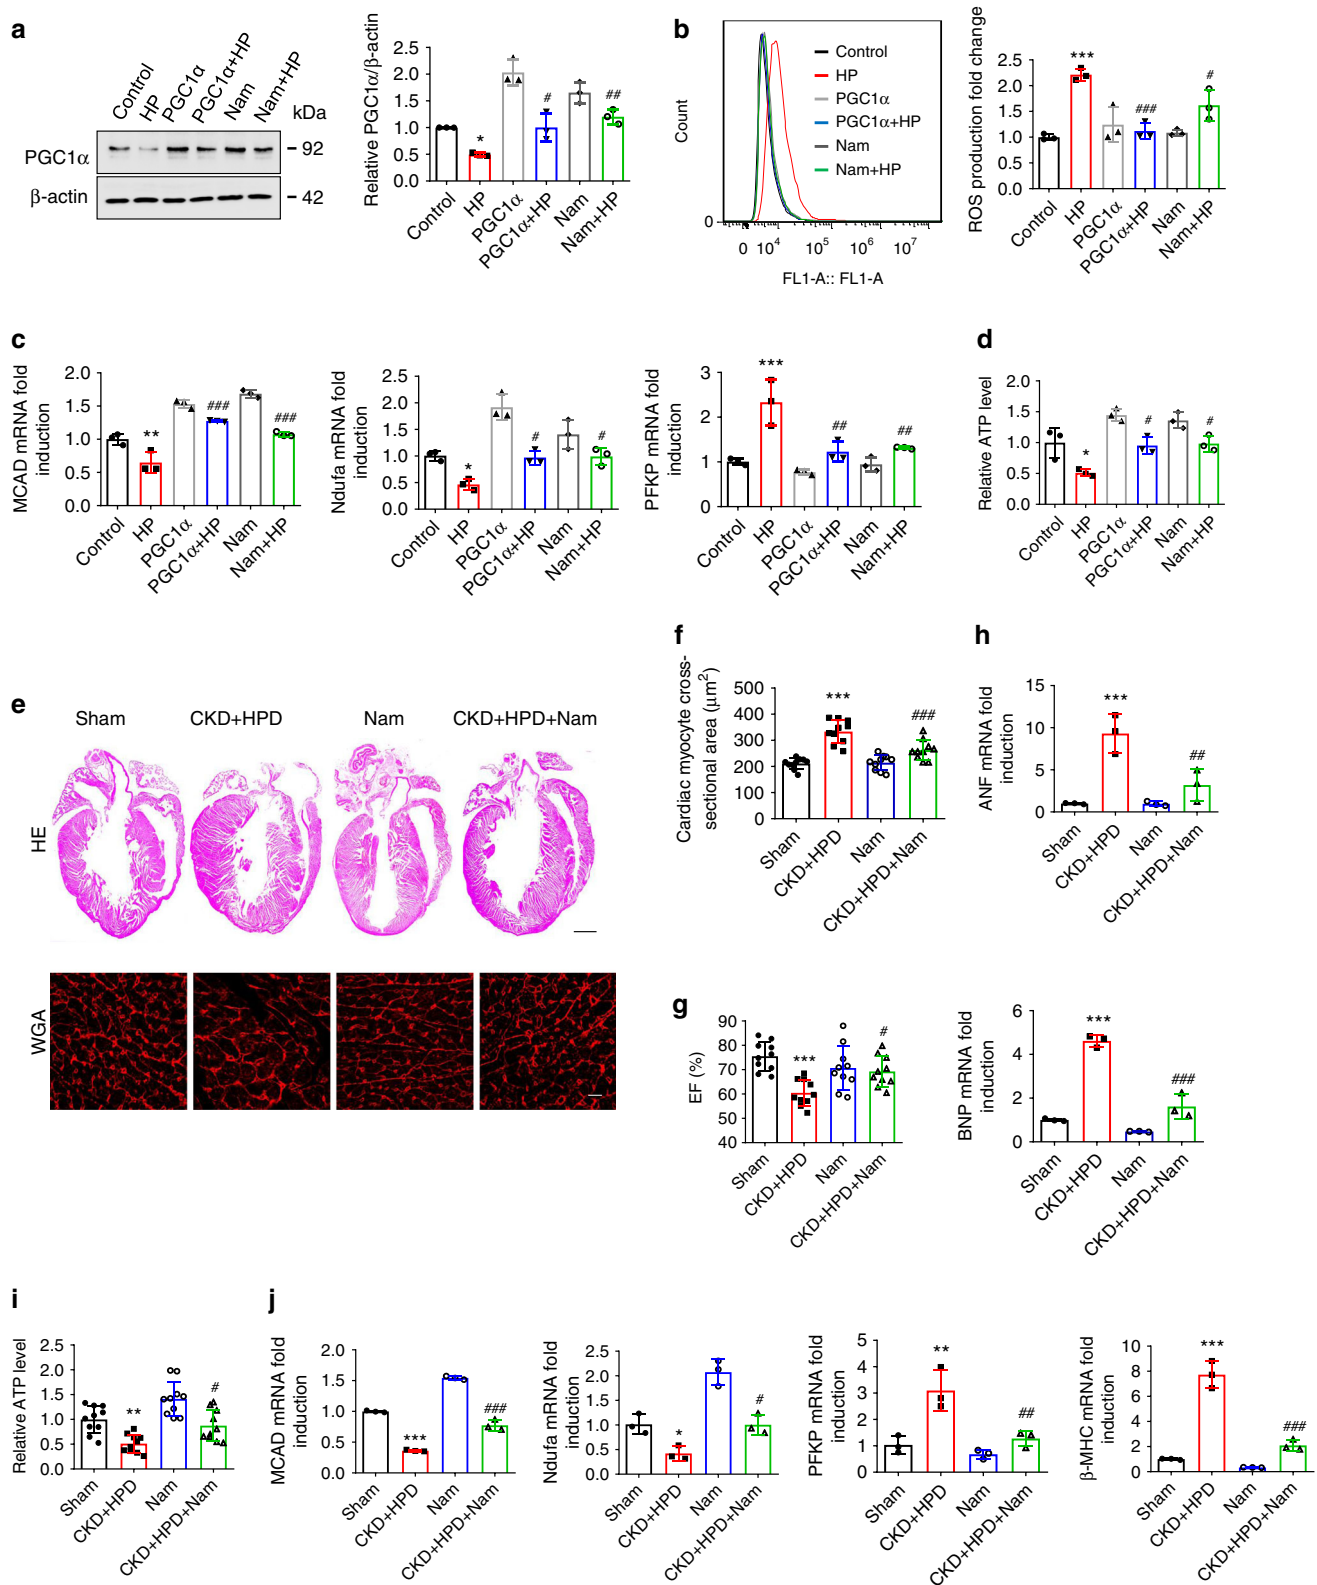 a
Control
HP
PGC1α
PGC1α+HP
Nam
Nam+HP
kDa
PGC1α
92
β-actin
42
Relative PGC1α/β-actin
2.5
2.0
1.5
1.0
0.5
0.0
*
#
##
Control
HP
PGC1α
PGC1α+HP
Nam
Nam+HP
b
Count
0
0 10⁴ 10⁵ 10⁶ 10⁷
FL1-A:: FL1-A
Control
HP
PGC1α
PGC1α+HP
Nam
Nam+HP
ROS production fold change
2.5
2.0
1.5
1.0
0.5
0.0
***
###
#
Control
HP
PGC1α
PGC1α+HP
Nam
Nam+HP
c
MCAD mRNA fold
induction
2.0
1.5
1.0
0.5
0.0
**
###
###
Control
HP
PGC1α
PGC1α+HP
Nam
Nam+HP
Ndufa mRNA fold
induction
2.5
2.0
1.5
1.0
0.5
0.0
*
#
#
Control
HP
PGC1α
PGC1α+HP
Nam
Nam+HP
PFKP mRNA fold
induction
3
2
1
0
***
##
##
Control
HP
PGC1α
PGC1α+HP
Nam
Nam+HP
d
Relative ATP level
2.0
1.5
1.0
0.5
0.0
*
#
#
Control
HP
PGC1α
PGC1α+HP
Nam
Nam+HP
e
Sham
CKD+HPD
Nam
CKD+HPD+Nam
HE
WGA
f
Cardiac myocyte cross-
sectional area (μm²)
500
400
300
200
100
0
***
###
Sham
CKD+HPD
Nam
CKD+HPD+Nam
h
ANF mRNA fold
induction
15
10
5
0
***
##
Sham
CKD+HPD
Nam
CKD+HPD+Nam
g
EF (%)
90
80
70
60
50
40
***
#
Sham
CKD+HPD
Nam
CKD+HPD+Nam
BNP mRNA fold
induction
6
4
2
0
***
###
Sham
CKD+HPD
Nam
CKD+HPD+Nam
i
Relative ATP level
2.5
2.0
1.5
1.0
0.5
0.0
**
#
Sham
CKD+HPD
Nam
CKD+HPD+Nam
j
MCAD mRNA fold
induction
2.0
1.5
1.0
0.5
0.0
***
###
Sham
CKD+HPD
Nam
CKD+HPD+Nam
Ndufa mRNA fold
induction
2.5
2.0
1.5
1.0
0.5
0.0
*
#
Sham
CKD+HPD
Nam
CKD+HPD+Nam
PFKP mRNA fold
induction
5
4
3
2
1
0
**
##
Sham
CKD+HPD
Nam
CKD+HPD+Nam
β-MHC mRNA fold
induction
10
8
6
4
2
0
***
###
Sham
CKD+HPD
Nam
CKD+HPD+Nam